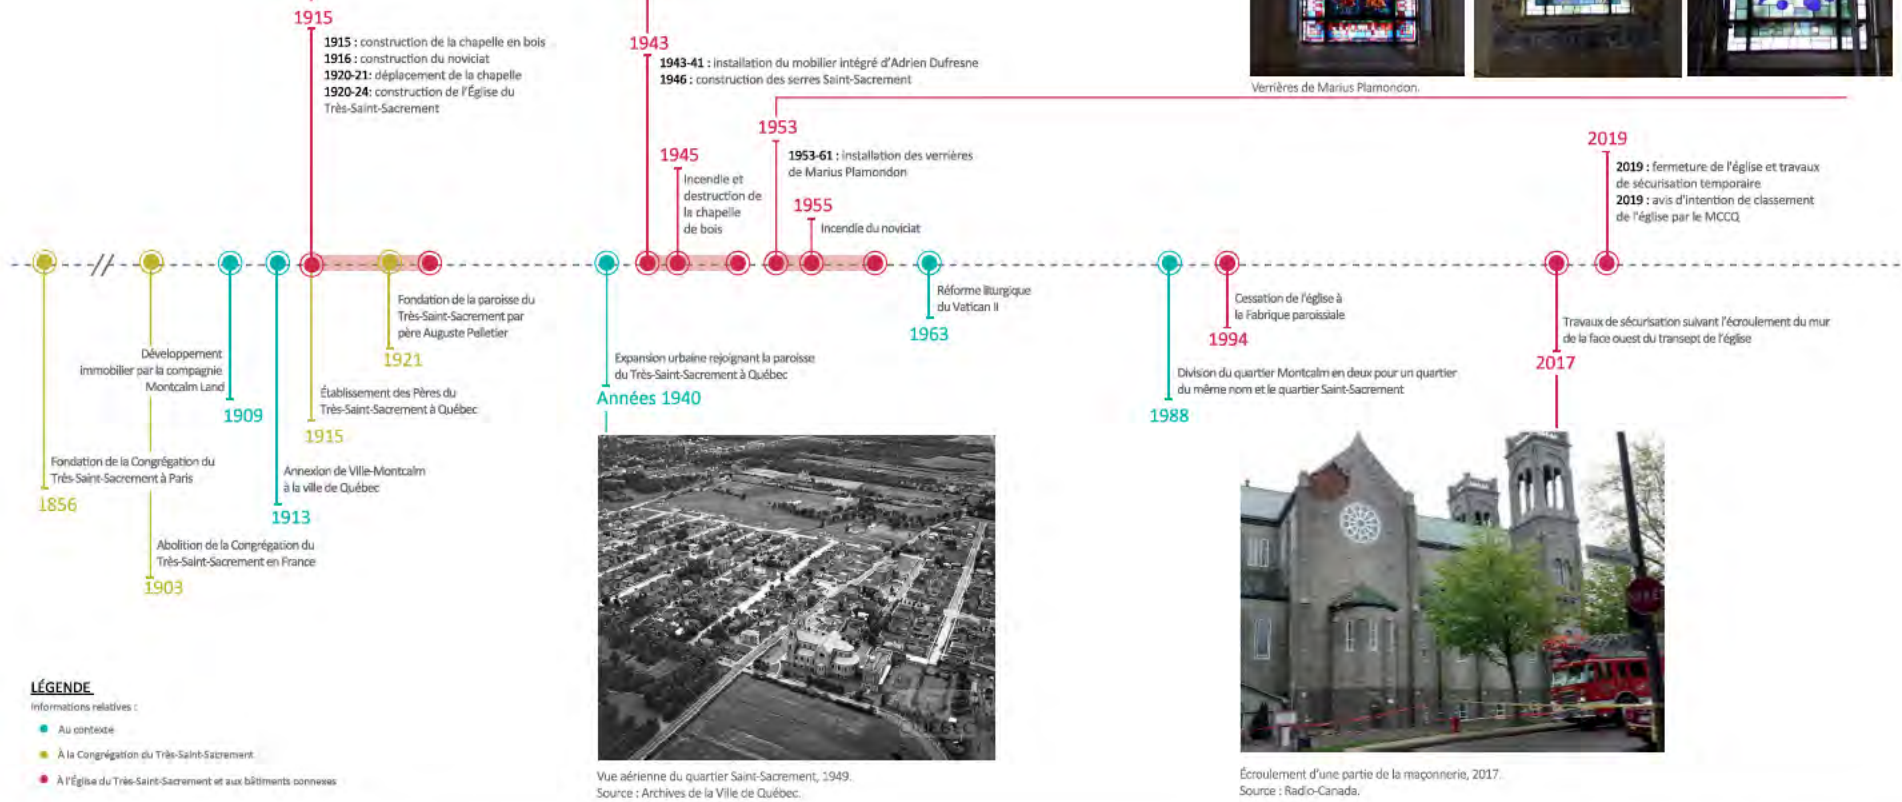 1915
1915 : construction de la chapelle en bois
1916 : construction du noviciat
1920-21: déplacement de la chapelle
1920-24: construction de l'Église du
Très-Saint-Sacrement
1943
1943-41 : installation du mobilier intégré d'Adrien Dufresne
1946 : construction des serres Saint-Sacrement
Verrières de Marius Plamondon.
1945
Incendie et
destruction de
la chapelle
de bois
1953
1953-61 : installation des verrières
de Marius Plamondon
1955
Incendie du noviciat
2019
2019 : fermeture de l'église et travaux
de sécurisation temporaire
2019 : avis d'intention de classement
de l'église par le MCCQ
Fondation de la Congrégation du
Très-Saint-Sacrement à Paris
1856
Abolition de la Congrégation du
Très-Saint-Sacrement en France
1903
Développement
immobilier par la compagnie
Montcalm Land
1909
Annexion de Ville-Montcalm
à la ville de Québec
1913
Établissement des Pères du
Très-Saint-Sacrement à Québec
1915
Fondation de la paroisse du
Très-Saint-Sacrement par
père Auguste Pelletier
1921
Expansion urbaine rejoignant la paroisse
du Très-Saint-Sacrement à Québec
Années 1940
Réforme liturgique
du Vatican II
1963
Division du quartier Montcalm en deux pour un quartier
du même nom et le quartier Saint-Sacrement
1988
Cessation de l'église à
la Fabrique paroissiale
1994
Travaux de sécurisation suivant l'écroulement du mur
de la face ouest du transept de l'église
2017
QUÉBEC
ARRÊT
Vue aérienne du quartier Saint-Sacrement, 1949.
Source : Archives de la Ville de Québec.
Écroulement d'une partie de la maçonnerie, 2017.
Source : Radio-Canada.
LÉGENDE
Informations relatives :
Au contexte
À la Congrégation du Très-Saint-Sacrement
À l'Église du Très-Saint-Sacrement et aux bâtiments connexes